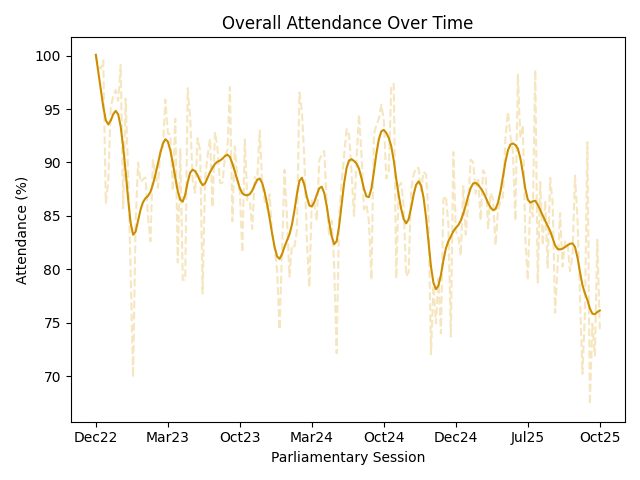 Overall Attendance Over Time
Attendance (%)
100
95
90
85
80
75
70
Dec22 Mar23 Oct23 Mar24 Oct24 Dec24 Jul25 Oct25
Parliamentary Session